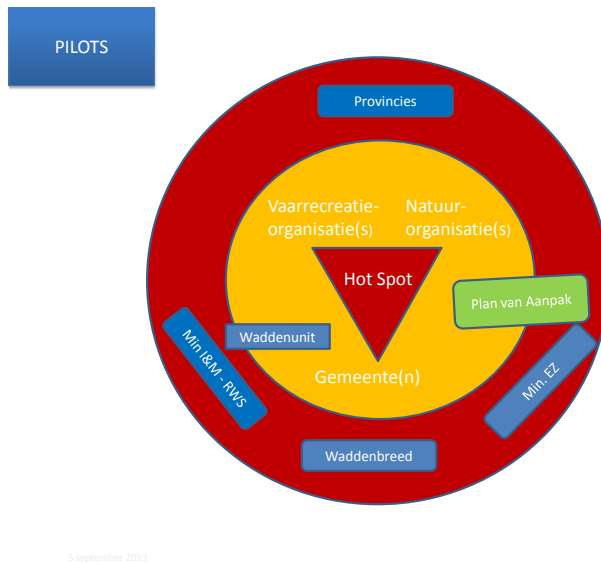 PILOTS
Provincies
Vaarrecreatie-
organisatie(s)
Natuur-
organisatie(s)
Hot Spot
Plan van Aanpak
Waddenunit
Min I&M - RWS
Gemeente(n)
Min. EZ
Waddenbreed
5 september 2013